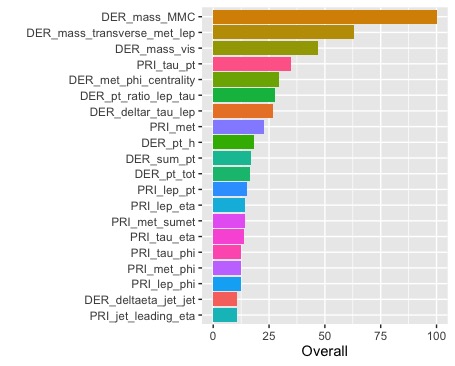 DER_mass_MMC
DER_mass_transverse_met_lep
DER_mass_vis
PRI_tau_pt
DER_met_phi_centrality
DER_pt_ratio_lep_tau
DER_deltar_tau_lep
PRI_met
DER_pt_h
DER_sum_pt
DER_pt_tot
PRI_lep_pt
PRI_lep_eta
PRI_met_sumet
PRI_tau_eta
PRI_tau_phi
PRI_met_phi
PRI_lep_phi
DER_deltaeta_jet_jet
PRI_jet_leading_eta
0 25 50 75 100
Overall